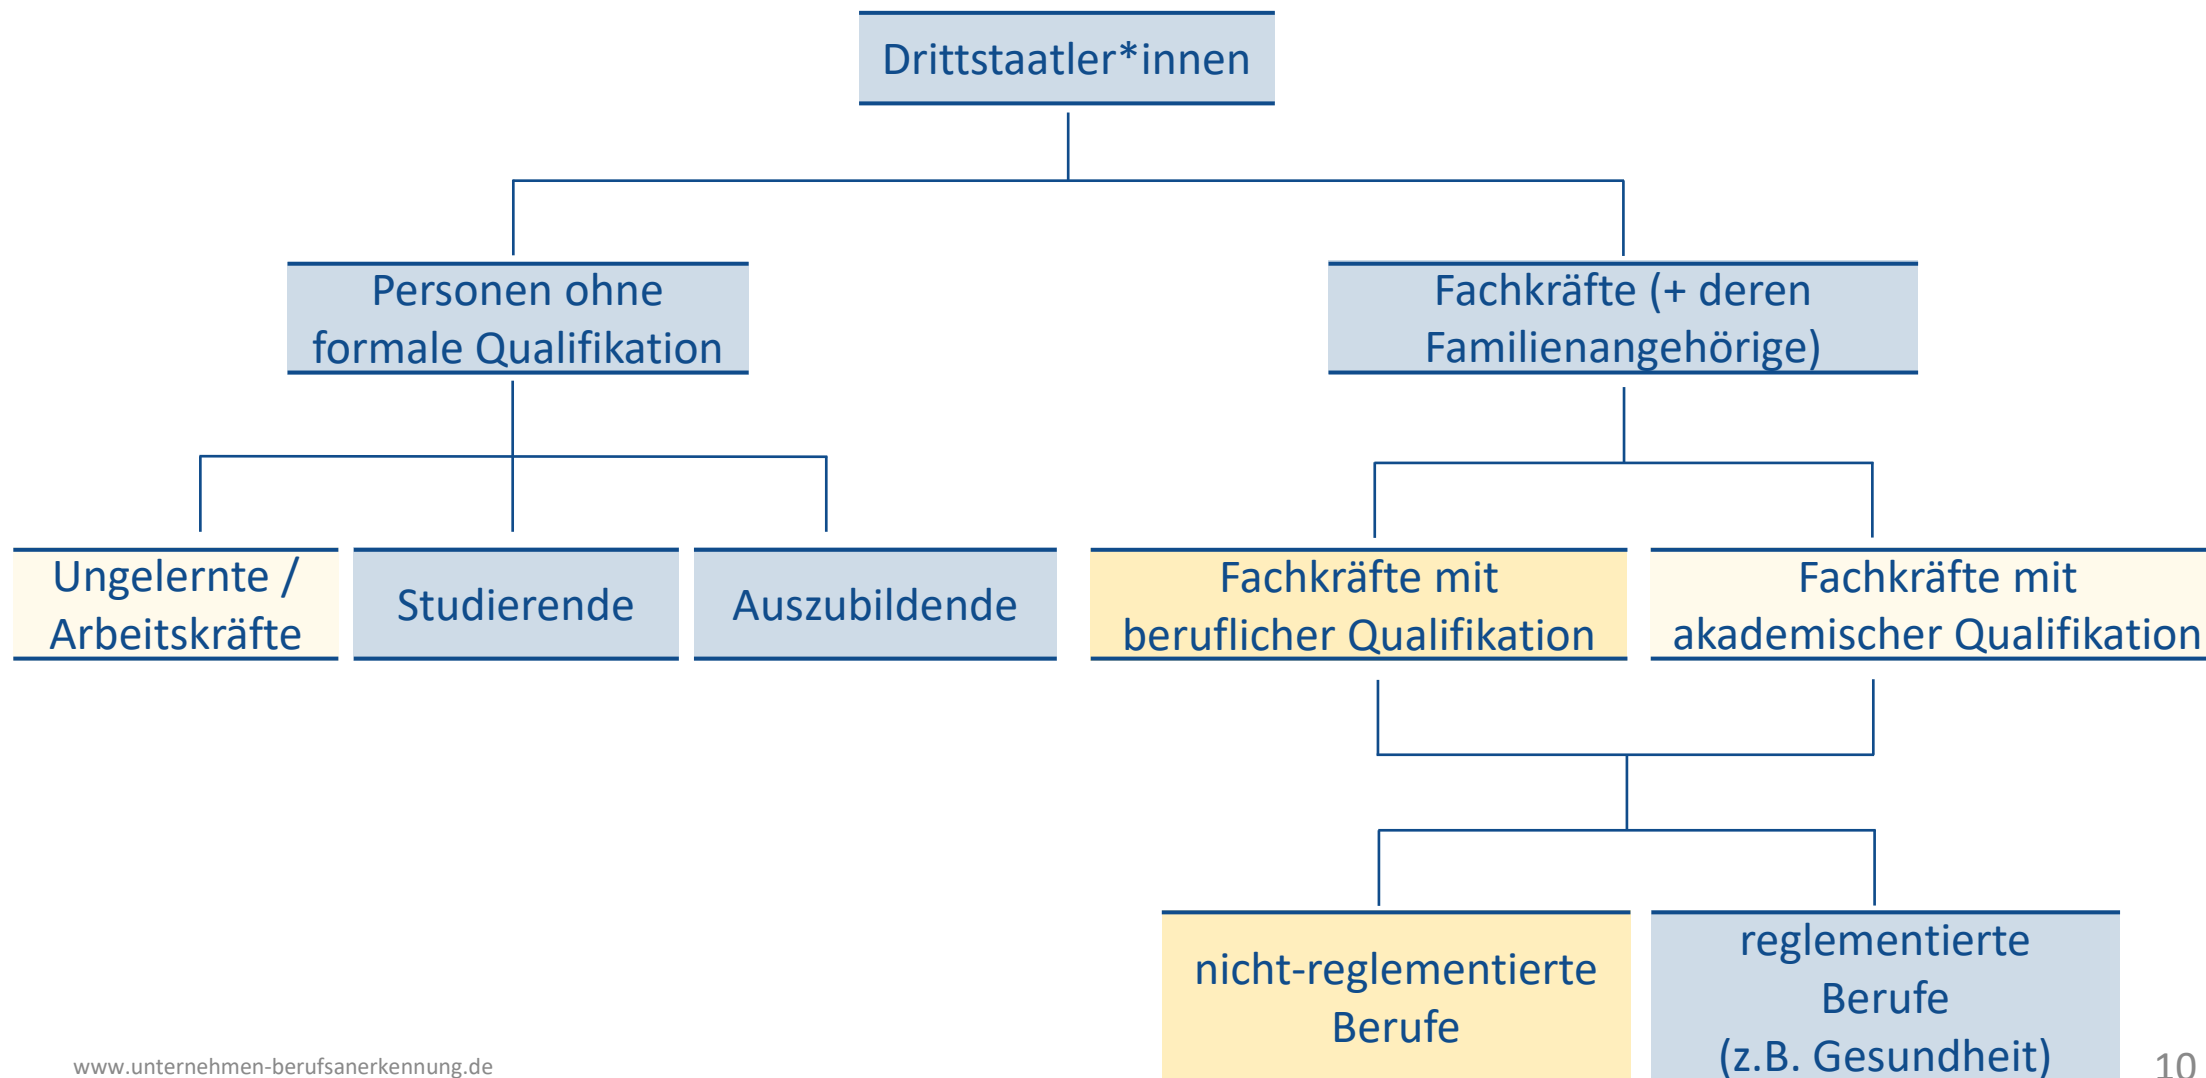 Drittstaatler*innen
Personen ohne
formale Qualifikation
Fachkräfte (+ deren
Familienangehörige)
Ungelernte /
Arbeitskräfte
Studierende
Auszubildende
Fachkräfte mit
beruflicher Qualifikation
Fachkräfte mit
akademischer Qualifikation
nicht-reglementierte
Berufe
reglementierte
Berufe
(z.B. Gesundheit)
www.unternehmen-berufsanerkennung.de
10